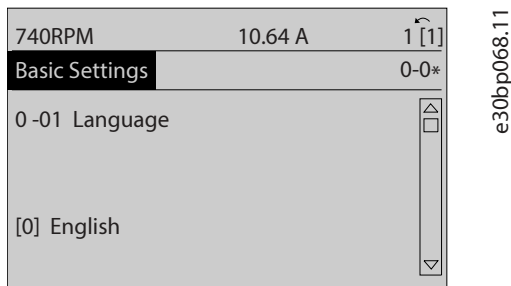 740RPM 10.64 A 1 [1]
Basic Settings 0-0*
0 -01 Language
[0] English
e30bp068.11